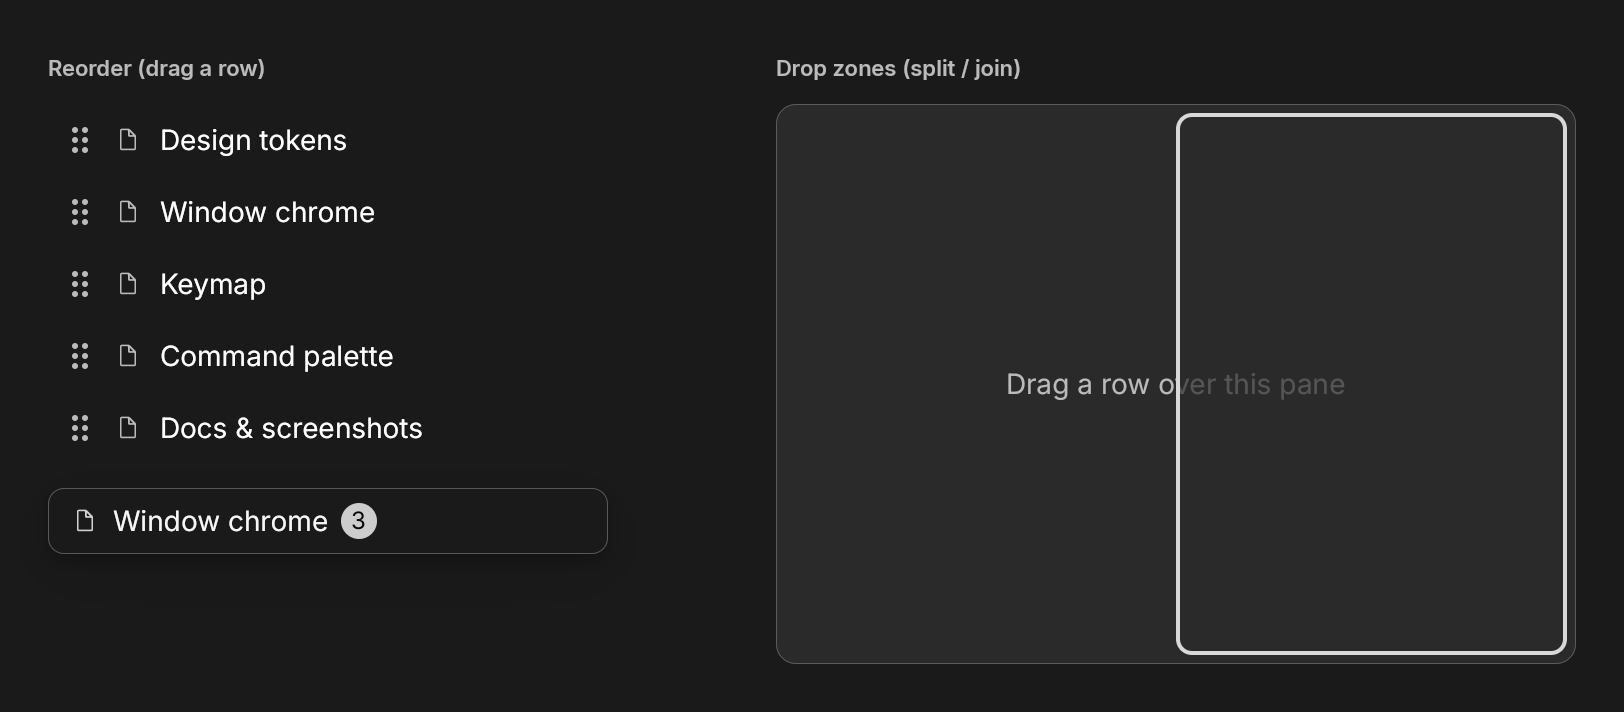 Reorder (drag a row)
Design tokens
Window chrome
Keymap
Command palette
Docs & screenshots
Window chrome 3
Drop zones (split / join)
Drag a row over this pane